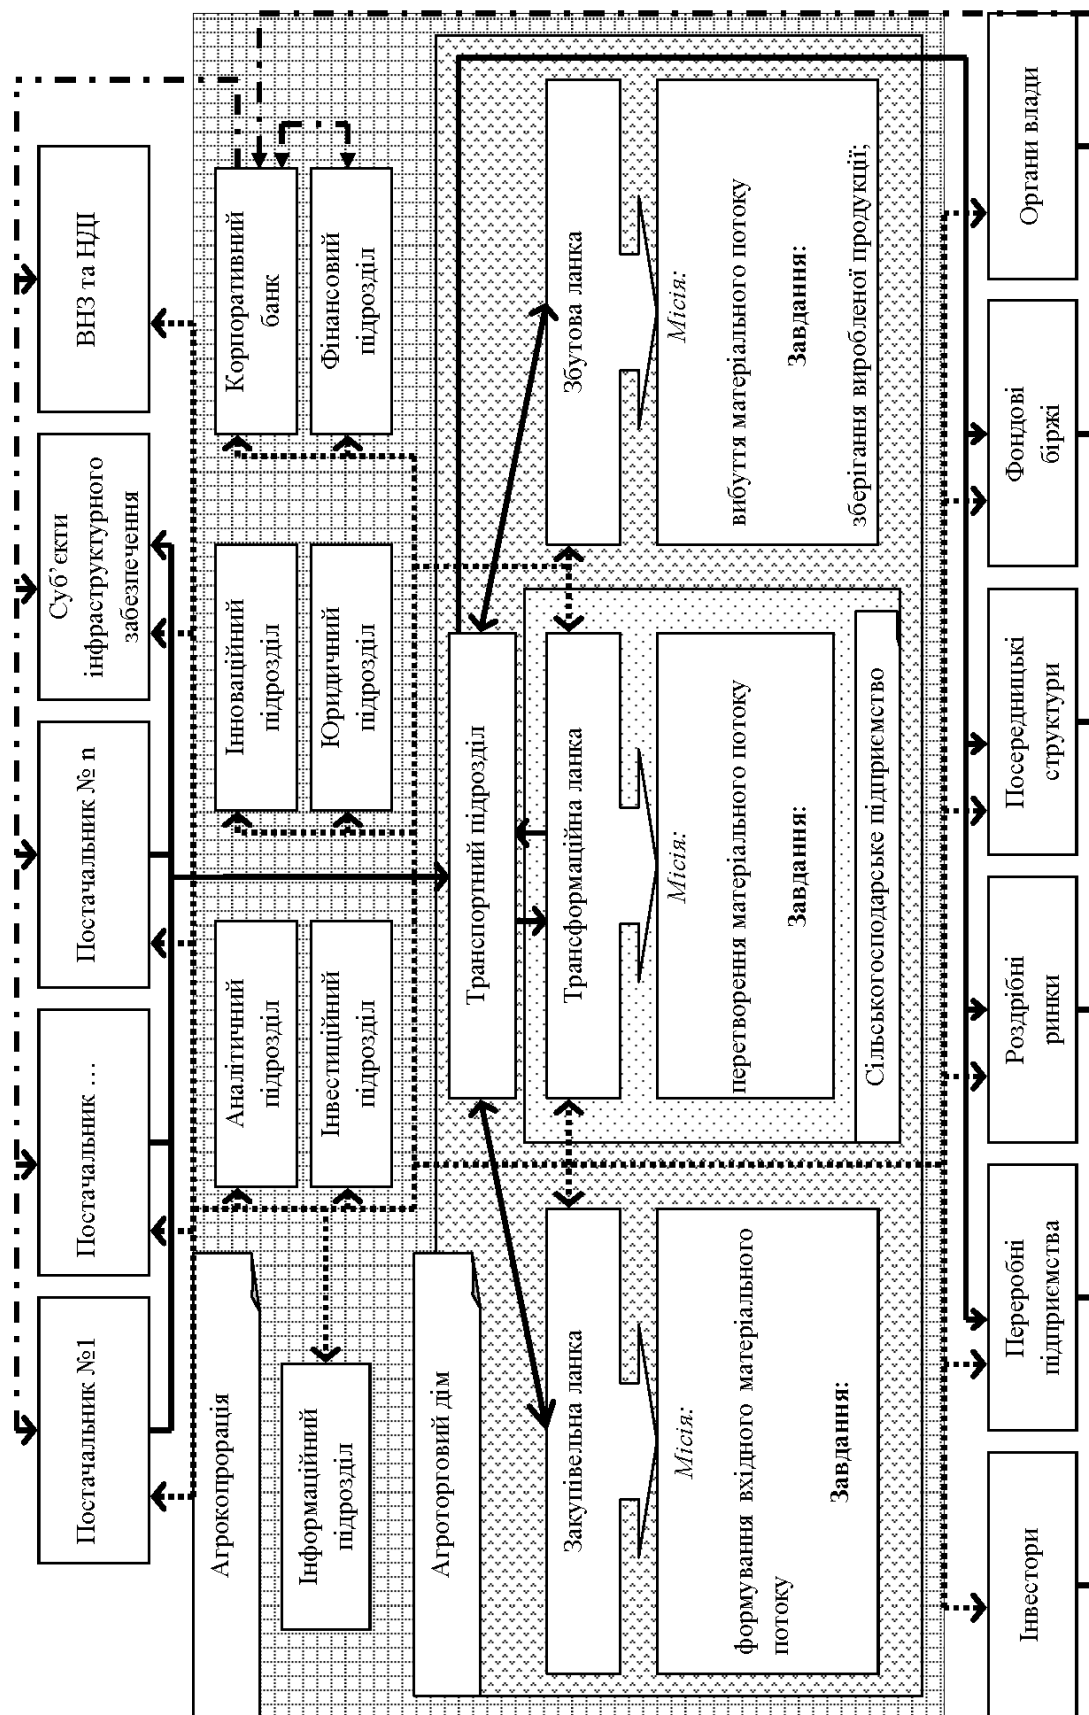 Постачальник №1
Постачальник …
Постачальник № n
Суб’єкти
інфраструктурного
забезпечення
ВНЗ та НДІ
Агрокопрорація
Інформаційний
підрозділ
Аналітичний
підрозділ
Інвестиційний
підрозділ
Інноваційний
підрозділ
Юридичний
підрозділ
Корпоративний
банк
Фінансовий
підрозділ
Агроторговий дім
Транспортний підрозділ
Закупівельна ланка
Місія:
формування вхідного матеріального
потоку
Завдання:
Трансформаційна ланка
Місія:
перетворення матеріального потоку
Завдання:
Сільськогосподарське підприємство
Збутова ланка
Місія:
вибуття матеріального потоку
Завдання:
зберігання виробленої продукції;
Інвестори
Переробні
підприємства
Роздрібні
ринки
Посередницькі
структури
Фондові
біржі
Органи влади